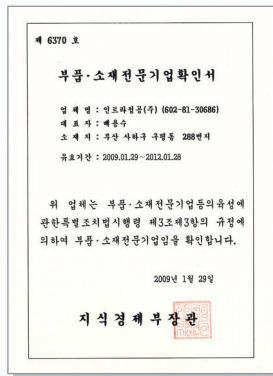 제 6370 호
부품·소재전문기업확인서
업 체 명 : 인트라정공(주) (602-81-30686)
대 표 자 : 배용수
소 재 지 : 부산 사하구 구평동 288번지
유효기간 : 2009.01.29~2012.01.28
위 업체는 부품·소재전문기업등의육성에
관한특별조치법시행령 제3조제3항의 규정에
의하여 부품·소재전문기업임을 확인합니다.
2009년 1월 29일
지식경제부장관